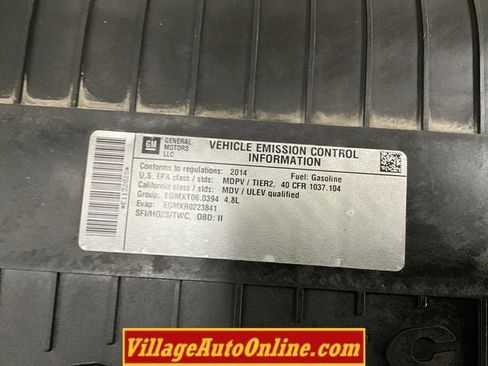 GM
GENERAL
MOTORS
LLC
VEHICLE EMISSION CONTROL
INFORMATION
Conforms to regulations: 2014 Fuel: Gasoline
U.S. EPA class / stds: MDPV / TIER2, 40 CFR 1037.104
California class / stds: MDV / ULEV qualified
Group: EGMXT06.0394 4.8L
Evap: EGMXR0223841
SFI/HO2S/TWC, OBD: II
VillageAutoOnline.com